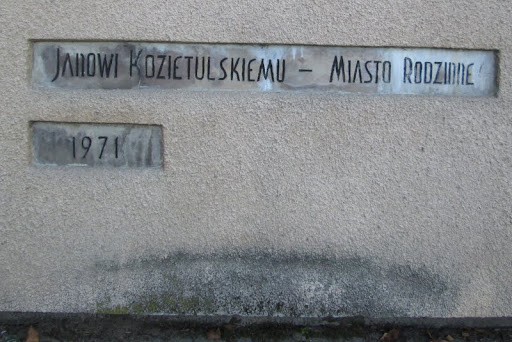 Janowi Kozietulskiemu – Miasto Rodzinne
1971